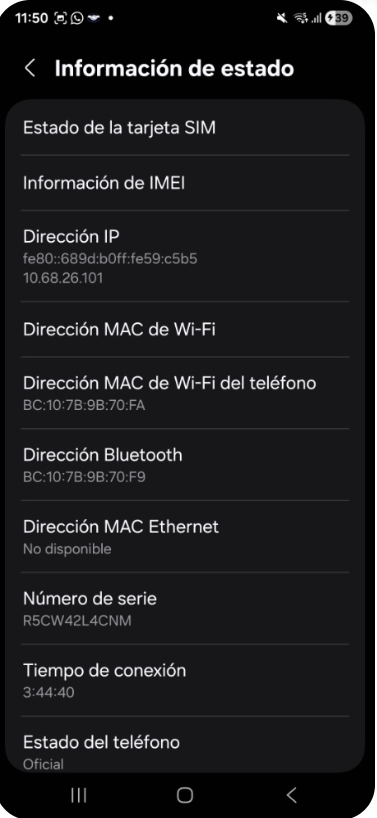 11:50
39
Información de estado
Estado de la tarjeta SIM
Información de IMEI
Dirección IP
fe80::689d:b0ff:fe59:c5b5
10.68.26.101
Dirección MAC de Wi-Fi
Dirección MAC de Wi-Fi del teléfono
BC:10:7B:9B:70:FA
Dirección Bluetooth
BC:10:7B:9B:70:F9
Dirección MAC Ethernet
No disponible
Número de serie
R5CW42L4CNM
Tiempo de conexión
3:44:40
Estado del teléfono
Oficial